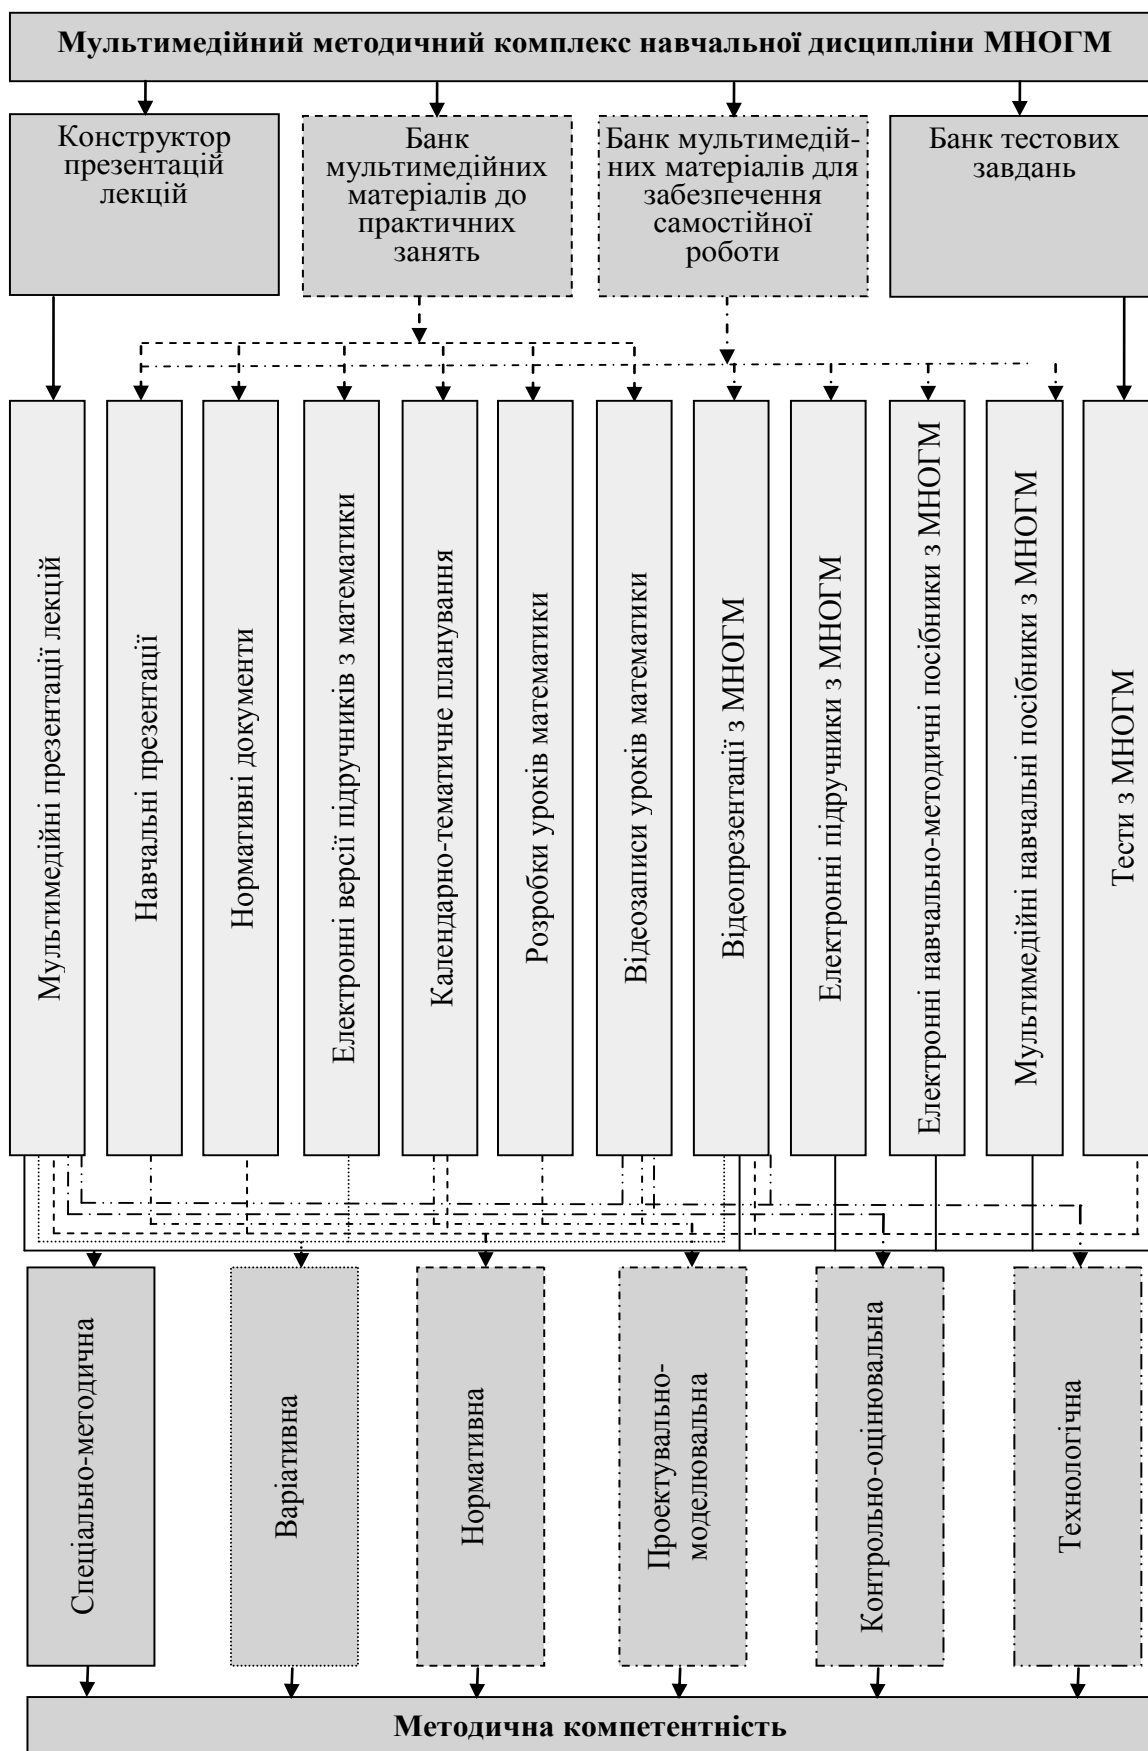 Мультимедійний методичний комплекс навчальної дисципліни МНОГМ
Конструктор
презентацій
лекцій
Банк
мультимедійних
матеріалів до
практичних
занять
Банк мультимедій-
них матеріалів для
забезпечення
самостійної
роботи
Банк тестових
завдань
Мультимедійні презентації лекцій
Навчальні презентації
Нормативні документи
Електронні версії підручників з математики
Календарно-тематичне планування
Розробки уроків математики
Відеозаписи уроків математики
Відеопрезентації з МНОГМ
Електронні підручники з МНОГМ
Електронні навчально-методичні посібники з МНОГМ
Мультимедійні навчальні посібники з МНОГМ
Тести з МНОГМ
Спеціально-методична
Варіативна
Нормативна
Проектувально-
моделювальна
Контрольно-оцінювальна
Технологічна
Методична компетентність